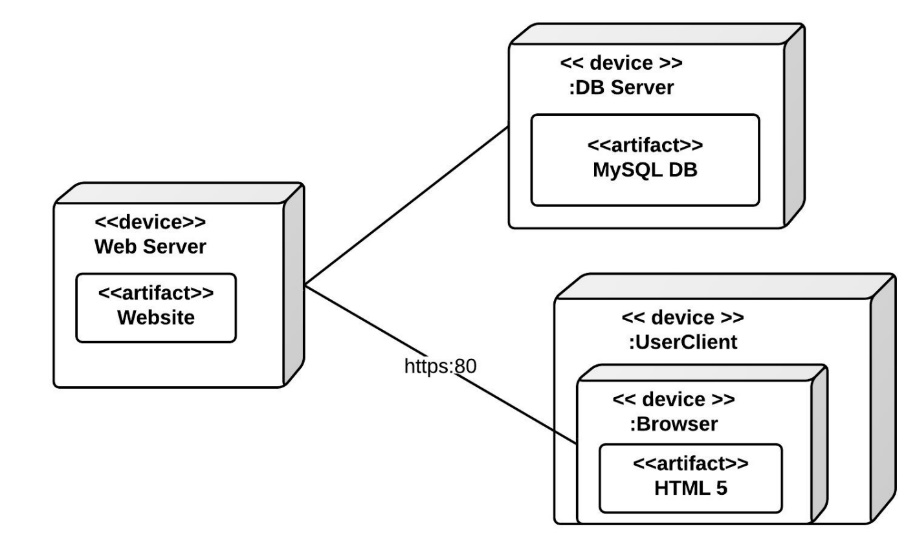 << device >>
:DB Server
<<artifact>>
MySQL DB
<<device>>
Web Server
<<artifact>>
Website
https:80
<< device >>
:UserClient
<< device >>
:Browser
<<artifact>>
HTML 5